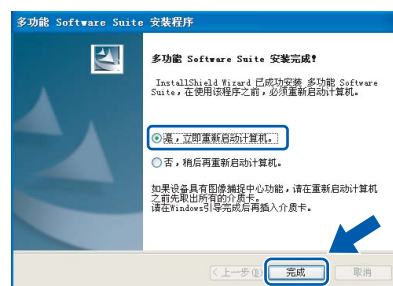 多功能 Software Suite 安装程序
多功能 Software Suite 安装完成!
InstallShield Wizard 已成功安装 多功能 Software
Suite，在使用该程序之前，必须重新启动计算机。
是，立即重新启动计算机。
否，稍后再重新启动计算机。
如果设备具有图像捕捉中心功能，请在重新启动计算机
之前先取出所有的介质卡。
请在Windows引导完成后再插入介质卡。
<上一步(B) 完成 取消